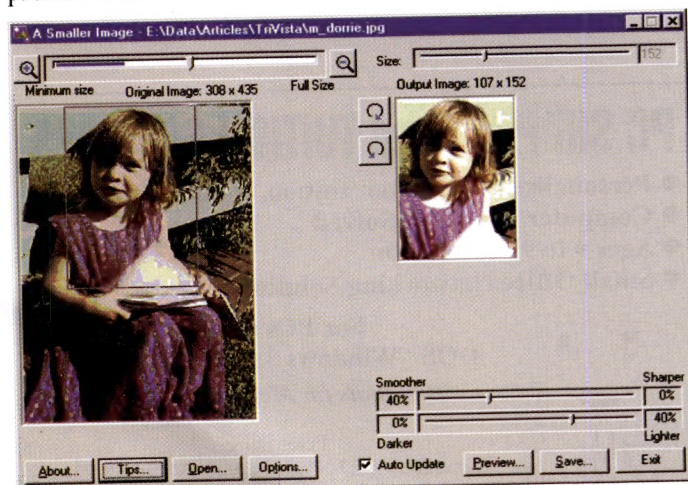 A Smaller Image - E:\Data\Articles\TriVista\m_dorrie.jpg
Size:
152
Minimum size
Original Image: 308 x 435
Full Size
Output Image: 107 x 152
Smoother
Sharper
40%
0%
0%
40%
Darker
Lighter
About...
Tips...
Open...
Options...
Auto Update
Preview...
Save...
Exit